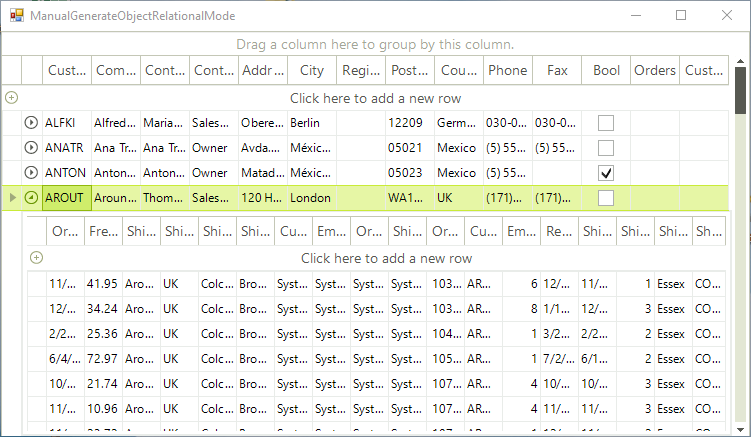 ManualGenerateObjectRelationalMode
Drag a column here to group by this column.
Cust... Com... Cont... Cont... Addr... City Regi... Post... Cou... Phone Fax Bool Orders Cust...
Click here to add a new row
ALFKI Alfred... Maria... Sales... Obere... Berlin 12209 Germ... 030-0... 030-0...
ANATR Ana Tr... Ana Tr... Owner Avda.... Méxic... 05021 Mexico (5) 55... (5) 55...
ANTON Anton... Anton... Owner Matad... Méxic... 05023 Mexico (5) 55...
AROUT Aroun... Thom... Sales... 120 H... London WA1... UK (171)... (171)...
Or... Fre... Shi... Shi... Shi... Shi... Cu... Em... Or... Shi... Or... Cu... Em... Re... Shi... Shi... Shi... Sh...
Click here to add a new row
11/... 41.95 Aro... UK Colc... Bro... Syst... Syst... Syst... Syst... 103... AR... 6 12/... 11/... 1 Essex CO...
12/... 34.24 Aro... UK Colc... Bro... Syst... Syst... Syst... Syst... 103... AR... 8 1/1... 12/... 3 Essex CO...
2/2... 25.36 Aro... UK Colc... Bro... Syst... Syst... Syst... Syst... 104... AR... 1 3/2... 2/2... 2 Essex CO...
6/4/... 72.97 Aro... UK Colc... Bro... Syst... Syst... Syst... Syst... 105... AR... 1 7/2/... 6/1... 2 Essex CO...
10/... 21.74 Aro... UK Colc... Bro... Syst... Syst... Syst... Syst... 107... AR... 4 10/... 10/... 3 Essex CO...
11/... 10.96 Aro... UK Colc... Bro... Syst... Syst... Syst... Syst... 107... AR... 4 11/... 11/... 3 Essex CO...